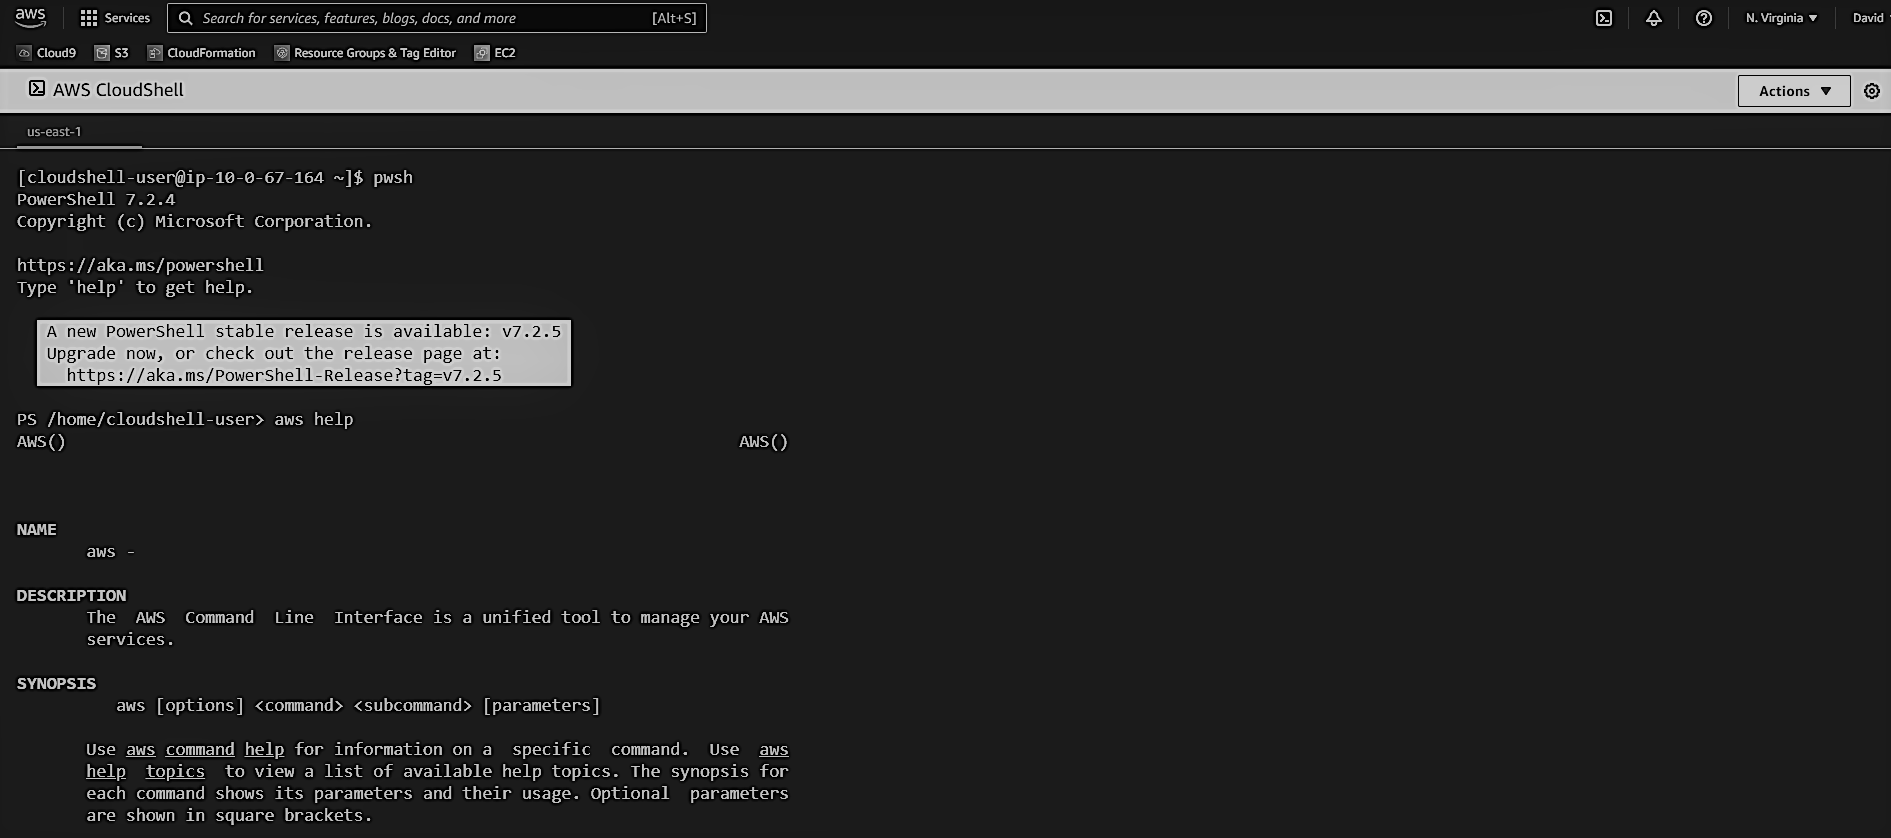 aws Services Search for services, features, blogs, docs, and more [Alt+S] N. Virginia ▼ David
Cloud9 S3 CloudFormation Resource Groups & Tag Editor EC2
AWS CloudShell Actions ▼
us-east-1
[cloudshell-user@ip-10-0-67-164 ~]$ pwsh
PowerShell 7.2.4
Copyright (c) Microsoft Corporation.
https://aka.ms/powershell
Type 'help' to get help.
A new PowerShell stable release is available: v7.2.5
Upgrade now, or check out the release page at:
https://aka.ms/PowerShell-Release?tag=v7.2.5
PS /home/cloudshell-user> aws help
AWS() AWS()
NAME
aws -
DESCRIPTION
The AWS Command Line Interface is a unified tool to manage your AWS
services.
SYNOPSIS
aws [options] <command> <subcommand> [parameters]
Use aws command help for information on a specific command. Use aws
help topics to view a list of available help topics. The synopsis for
each command shows its parameters and their usage. Optional parameters
are shown in square brackets.